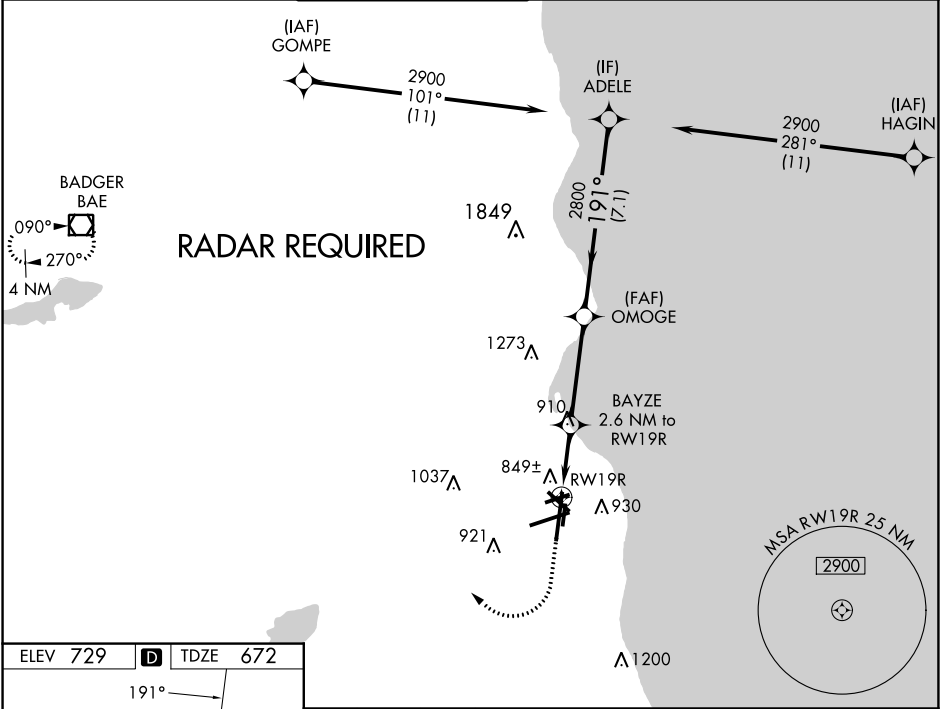 (IAF)
GOMPE
2900
101°
(11)
(IF)
ADELE
2900
281°
(11)
(IAF)
HAGIN
BADGER
BAE
090°
270°
4 NM
RADAR REQUIRED
1849
2800
191°
(7.1)
(FAF)
OMOGE
1273
910
BAYZE
2.6 NM to
RW19R
849±
RW19R
1037
930
921
MSA RW19R 25 NM
2900
1200
ELEV 729 D TDZE 672
191°